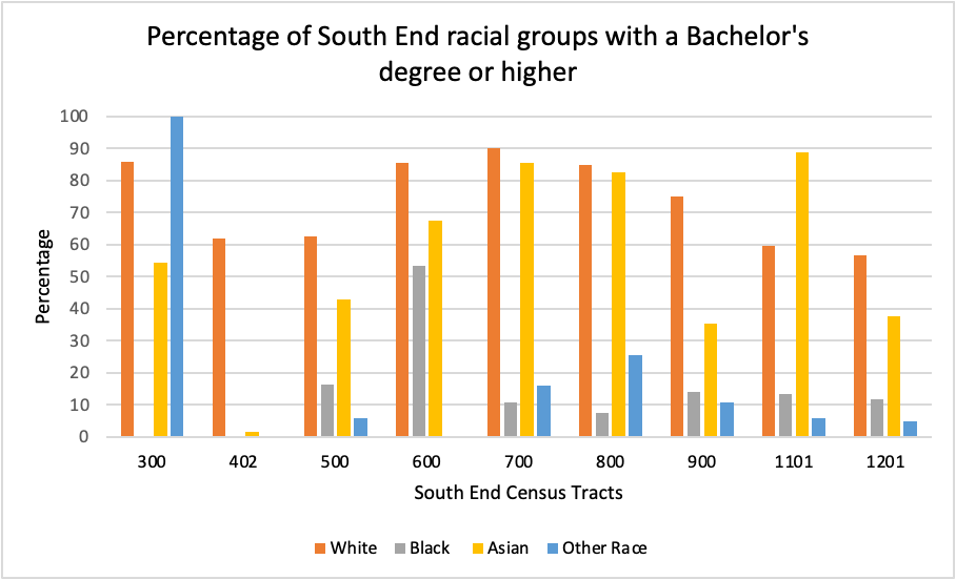 Percentage of South End racial groups with a Bachelor's
degree or higher
100
90
80
70
60
50
40
30
20
10
0
Percentage
300 402 500 600 700 800 900 1101 1201
South End Census Tracts
White Black Asian Other Race